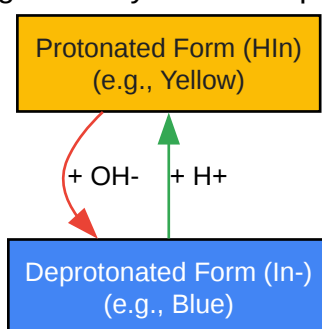 Protonated Form (HIn)
(e.g., Yellow)
+ OH- + H+
Deprotonated Form (In-)
(e.g., Blue)